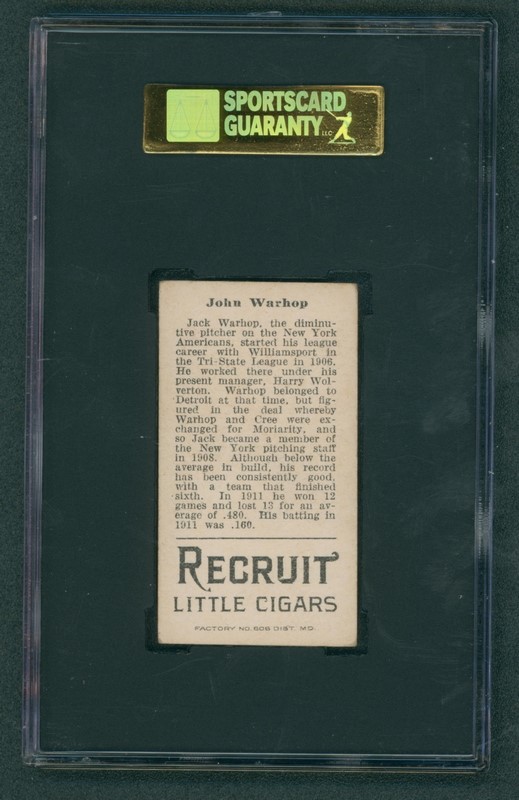 SPORTSCARD
GUARANTY LLC
John Warhop
Jack Warhop, the diminu-
tive pitcher on the New York
Americans, started his league
career with Williamsport in
the Tri-State League in 1906.
He worked there under his
present manager, Harry Wol-
verton. Warhop belonged to
Detroit at that time, but fig-
ured in the deal whereby
Warhop and Cree were ex-
changed for Moriarity, and
so Jack became a member of
the New York pitching staff
in 1908. Although below the
average in build, his record
has been consistently good,
with a team that finished
sixth. In 1911 he won 12
games and lost 13 for an av-
erage of .480. His batting in
1911 was .160.
RECRUIT
LITTLE CIGARS
FACTORY NO. 606 DIST. MD.